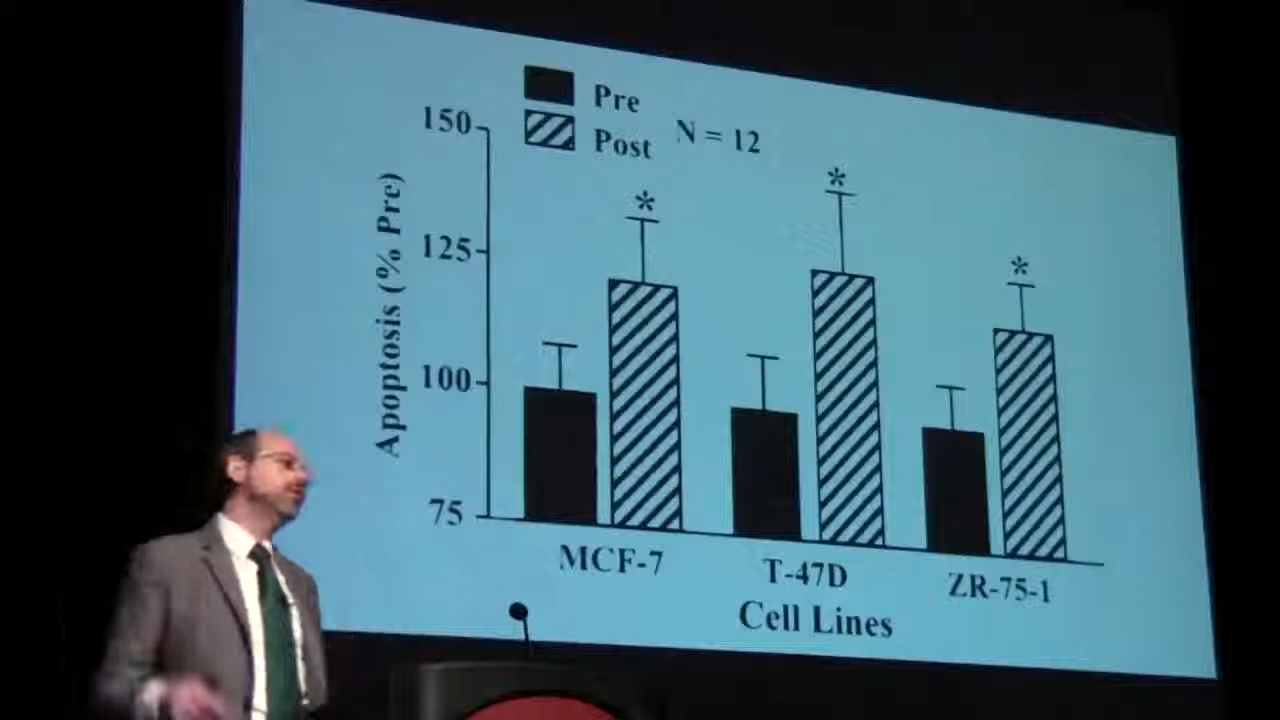 Pre
Post
N = 12
150
125
100
75
Apoptosis (% Pre)
*
*
*
MCF-7
T-47D
ZR-75-1
Cell Lines